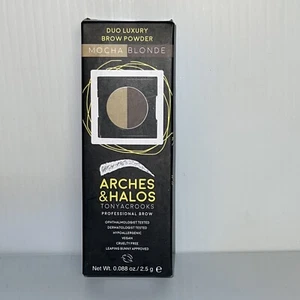 DUO LUXURY
BROW POWDER
MOCHA BLONDE
ARCHES
&HALOS
TONYACROOKS
PROFESSIONAL BROW
OPHTHALMOLOGIST TESTED
DERMATOLOGIST TESTED
HYPOALLERGENIC
VEGAN
CRUELTY FREE
LEAPING BUNNY APPROVED
Net Wt. 0.088 oz. / 2.5 g